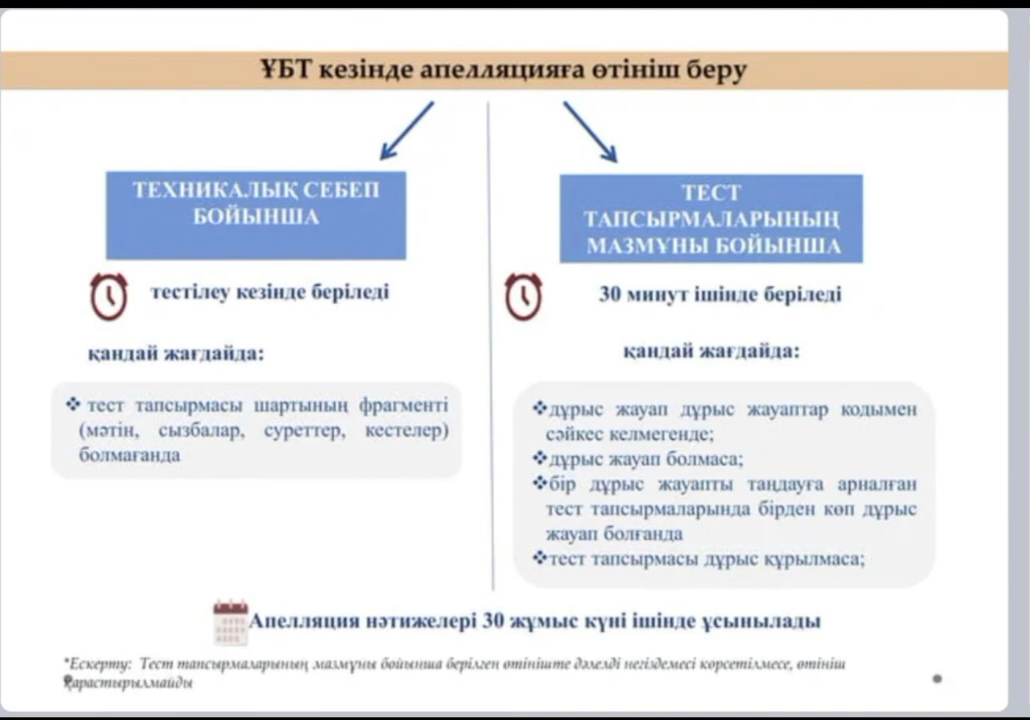 ҰБТ кезінде апелляцияға өтініш беру
ТЕХНИКАЛЫҚ СЕБЕП
БОЙЫНША
тестілеу кезінде беріледі
қандай жағдайда:
❖ тест тапсырмасы шартының фрагменті
(мәтін, сызбалар, суреттер, кестелер)
болмағанда
ТЕСТ
ТАПСЫРМАЛАРЫНЫҢ
МАЗМҰНЫ БОЙЫНША
30 минут ішінде беріледі
қандай жағдайда:
❖дұрыс жауап дұрыс жауаптар кодымен
сәйкес келмегенде;
❖дұрыс жауап болмаса;
❖бір дұрыс жауапты таңдауға арналған
тест тапсырмаларында бірден көп дұрыс
жауап болғанда
❖тест тапсырмасы дұрыс құрылмаса;
Апелляция нәтижелері 30 жұмыс күні ішінде ұсынылады
*Ескерту: Тест тапсырмаларының мазмұны бойынша берілген өтініште дәлелді негіздемесі көрсетілмесе, өтініш
қарастырылмайды